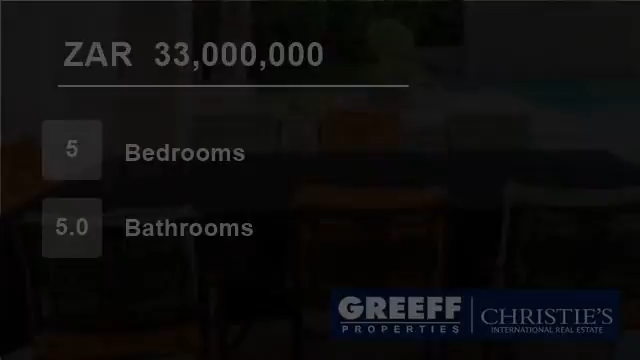 ZAR 33,000,000
5 Bedrooms
5.0 Bathrooms
GREEFF
PROPERTIES
CHRISTIE'S
INTERNATIONAL REAL ESTATE